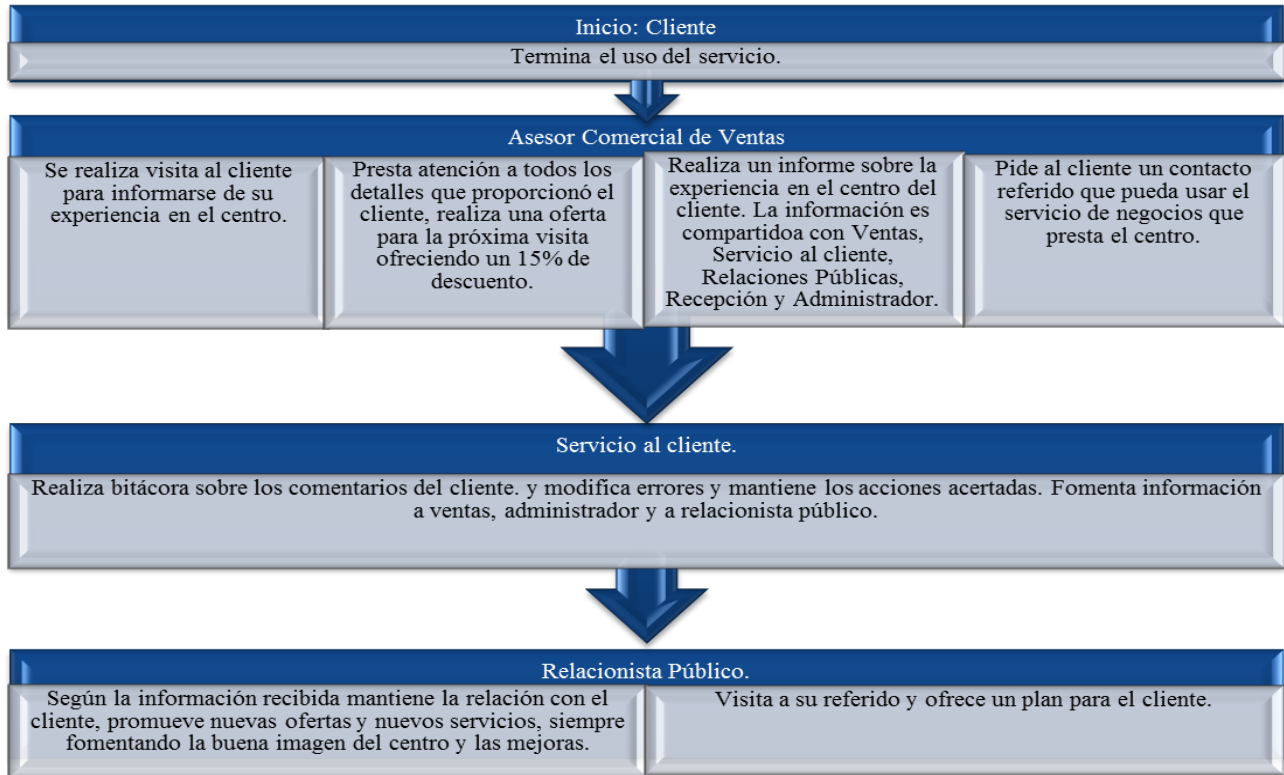 Inicio: Cliente
Termina el uso del servicio.
Asesor Comercial de Ventas
Se realiza visita al cliente
para informarse de su
experiencia en el centro.
Presta atención a todos los
detalles que proporcionó el
cliente, realiza una oferta
para la próxima visita
ofreciendo un 15% de
descuento.
Realiza un informe sobre la
experiencia en el centro del
cliente. La información es
compartidoa con Ventas,
Servicio al cliente,
Relaciones Públicas,
Recepción y Administrador.
Pide al cliente un contacto
referido que pueda usar el
servicio de negocios que
presta el centro.
Servicio al cliente.
Realiza bitácora sobre los comentarios del cliente. y modifica errores y mantiene los acciones acertadas. Fomenta información
a ventas, administrador y a relacionista público.
Relacionista Público.
Según la información recibida mantiene la relación con el
cliente, promueve nuevas ofertas y nuevos servicios, siempre
fomentando la buena imagen del centro y las mejoras.
Visita a su referido y ofrece un plan para el cliente.